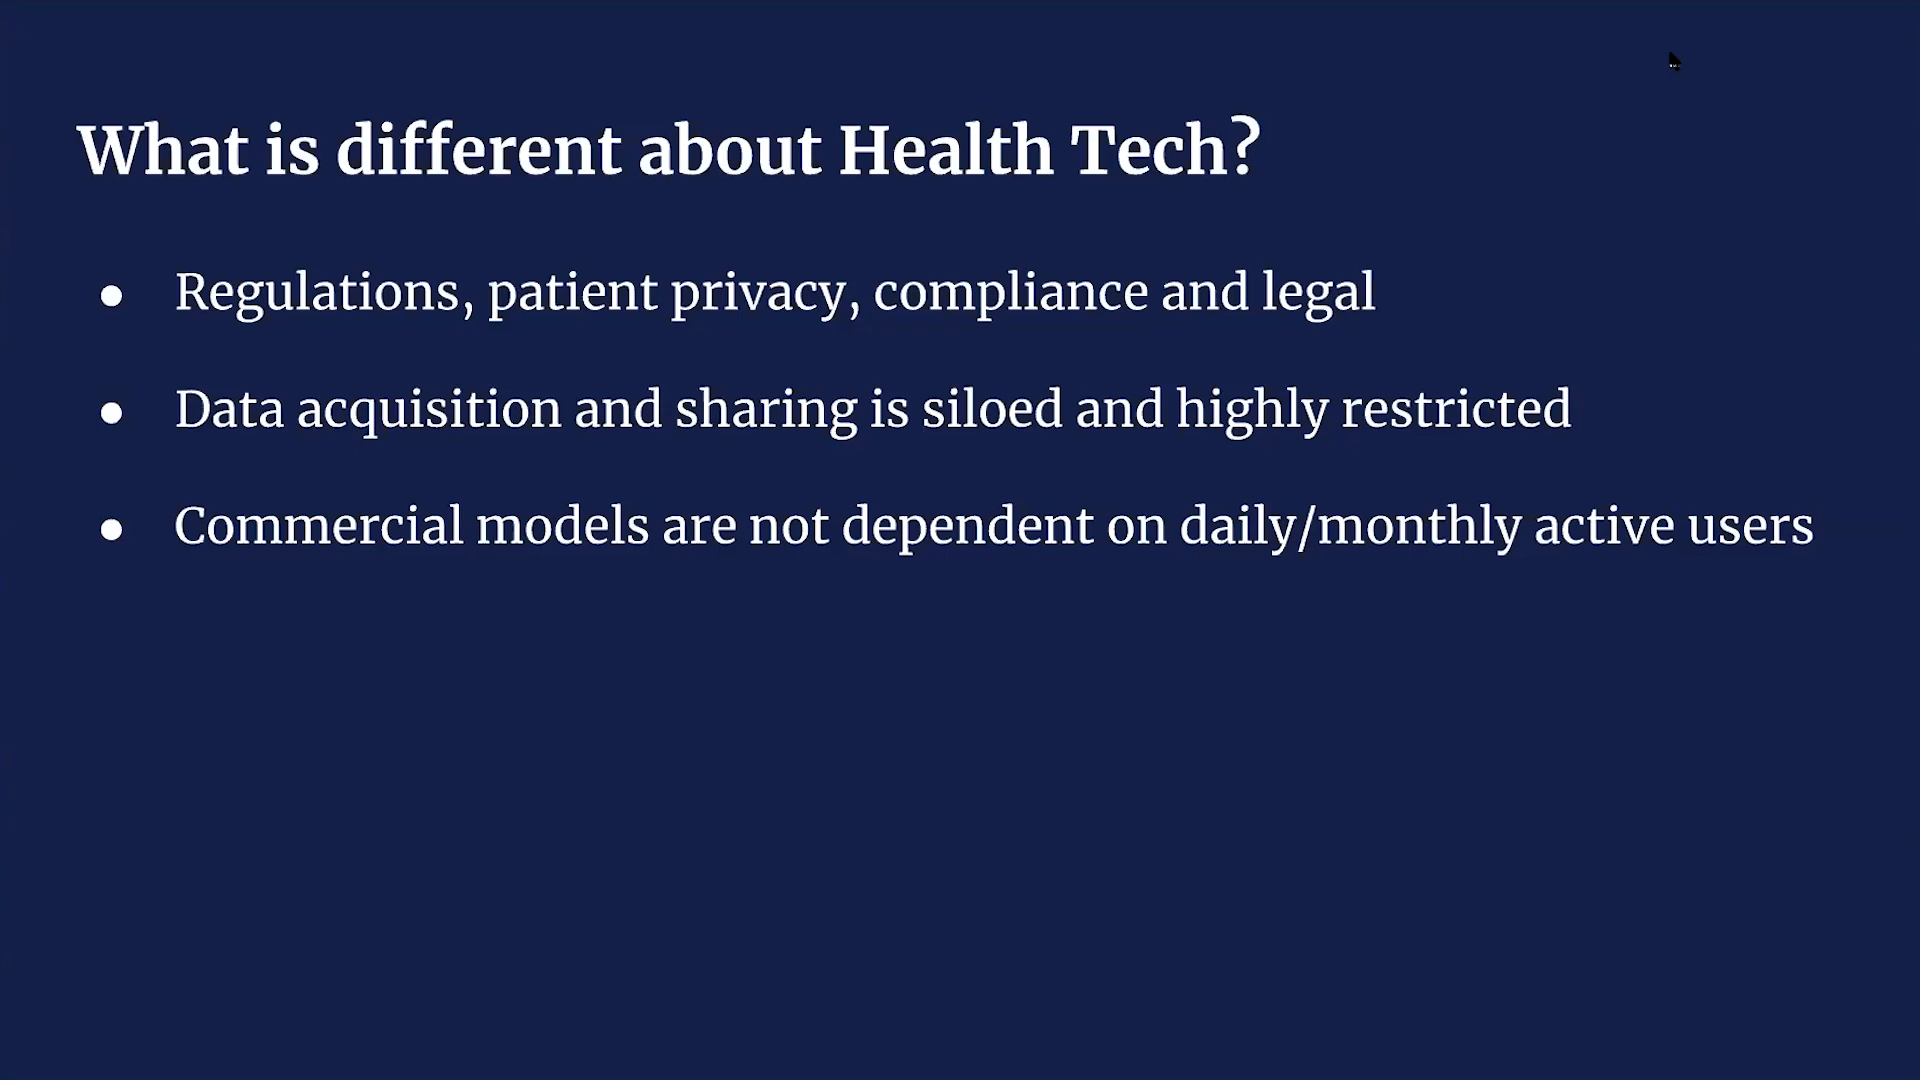 What is different about Health Tech?
● Regulations, patient privacy, compliance and legal
● Data acquisition and sharing is siloed and highly restricted
● Commercial models are not dependent on daily/monthly active users